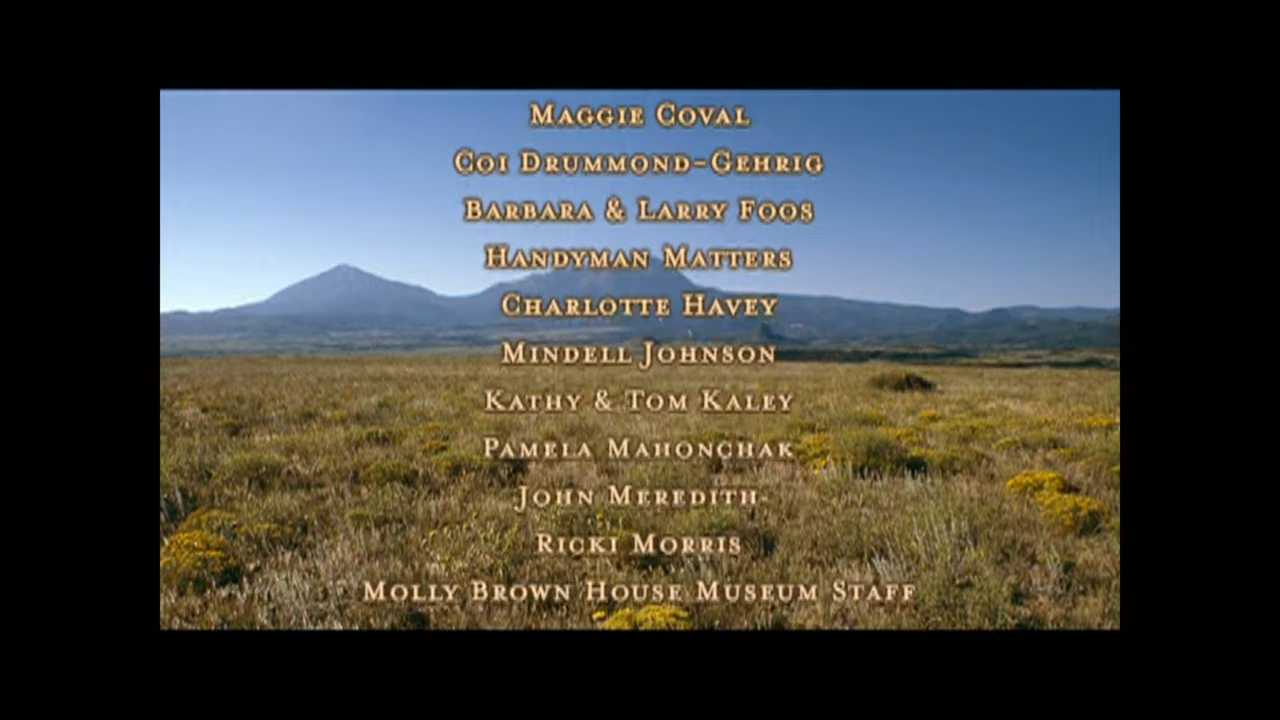 Maggie Coval
Coi Drummond-Gehrig
Barbara & Larry Foos
Handyman Matters
Charlotte Havey
Mindell Johnson
Kathy & Tom Kaley
Pamela Mahonchak
John Meredith
Ricki Morris
Molly Brown House Museum Staff